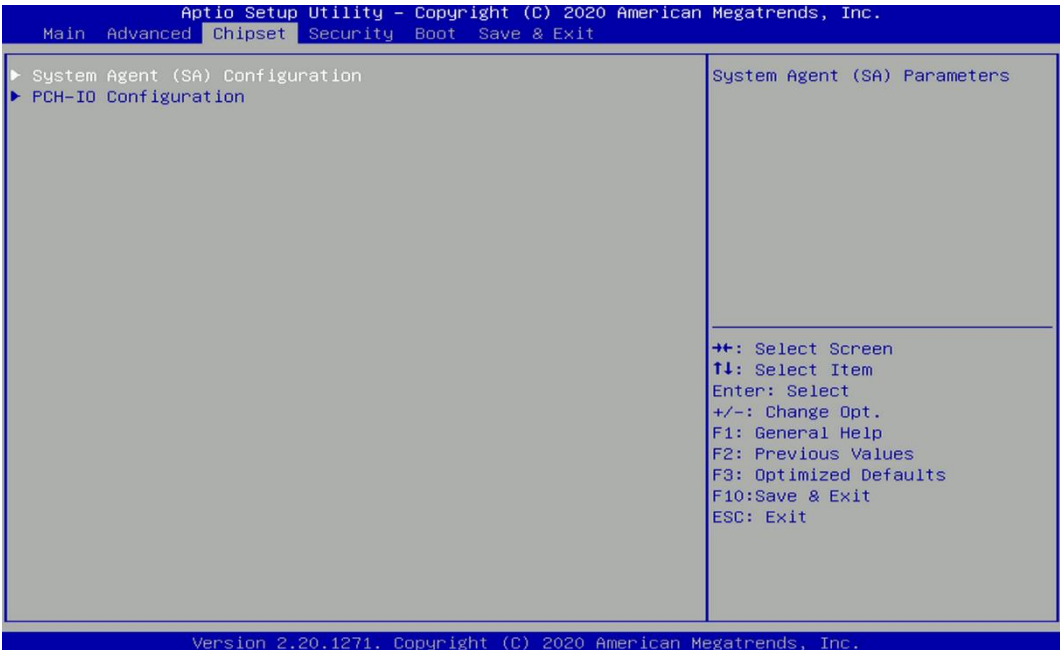 Aptio Setup Utility – Copyright (C) 2020 American Megatrends, Inc.
Main Advanced Chipset Security Boot Save & Exit
▶ System Agent (SA) Configuration
▶ PCH-IO Configuration
System Agent (SA) Parameters
→←: Select Screen
↑↓: Select Item
Enter: Select
+/-: Change Opt.
F1: General Help
F2: Previous Values
F3: Optimized Defaults
F10:Save & Exit
ESC: Exit
Version 2.20.1271. Copyright (C) 2020 American Megatrends, Inc.